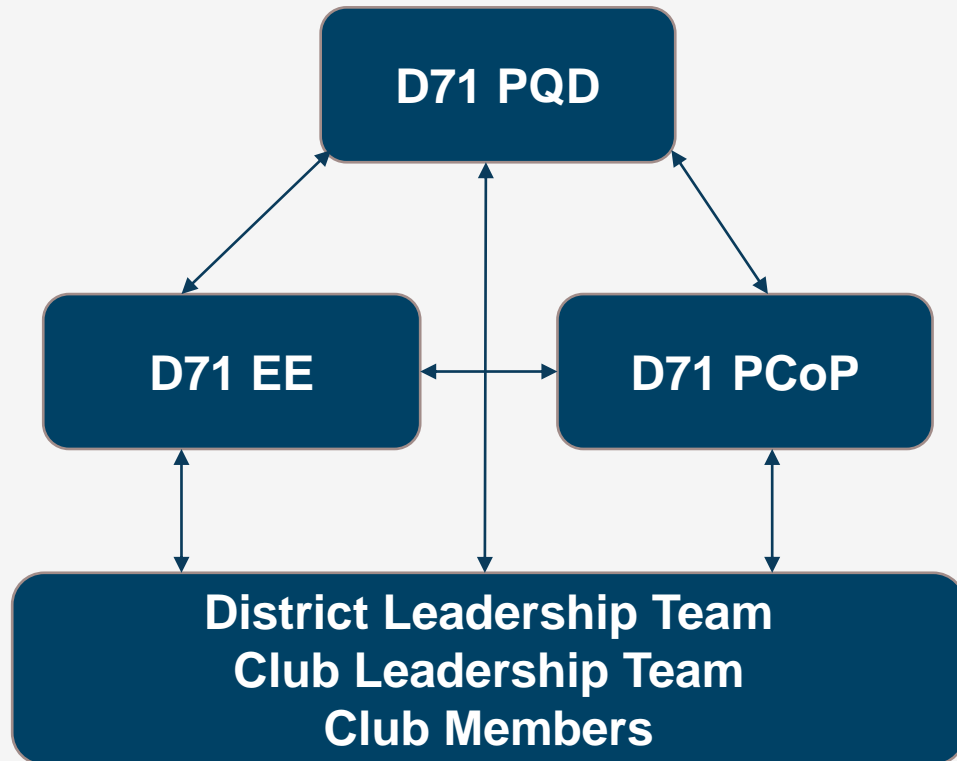 D71 PQD
D71 EE
D71 PCoP
District Leadership Team
Club Leadership Team
Club Members